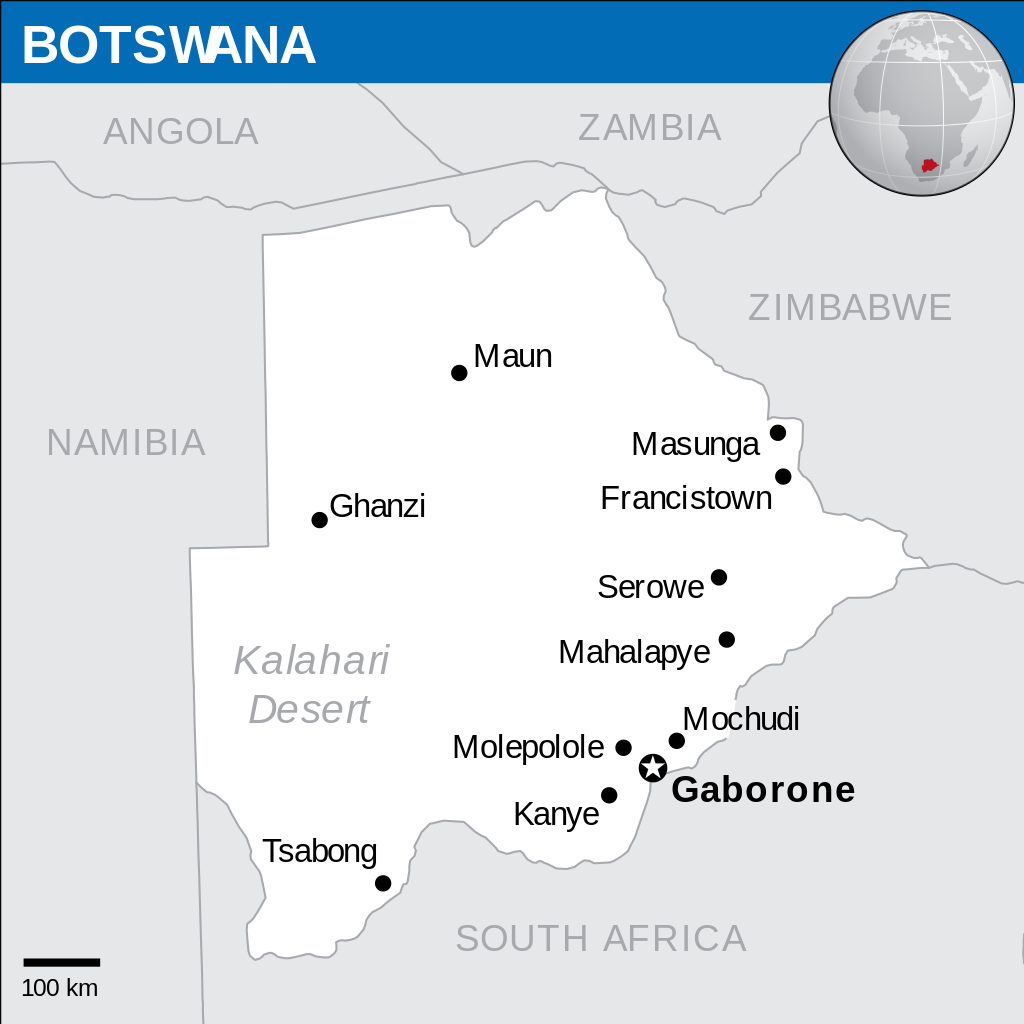 BOTSWANA
ANGOLA
ZAMBIA
ZIMBABWE
Maun
NAMIBIA
Masunga
Francistown
Ghanzi
Serowe
Mahalapye
Kalahari
Desert
Mochudi
Molepolole
Gaborone
Kanye
Tsabong
SOUTH AFRICA
100 km